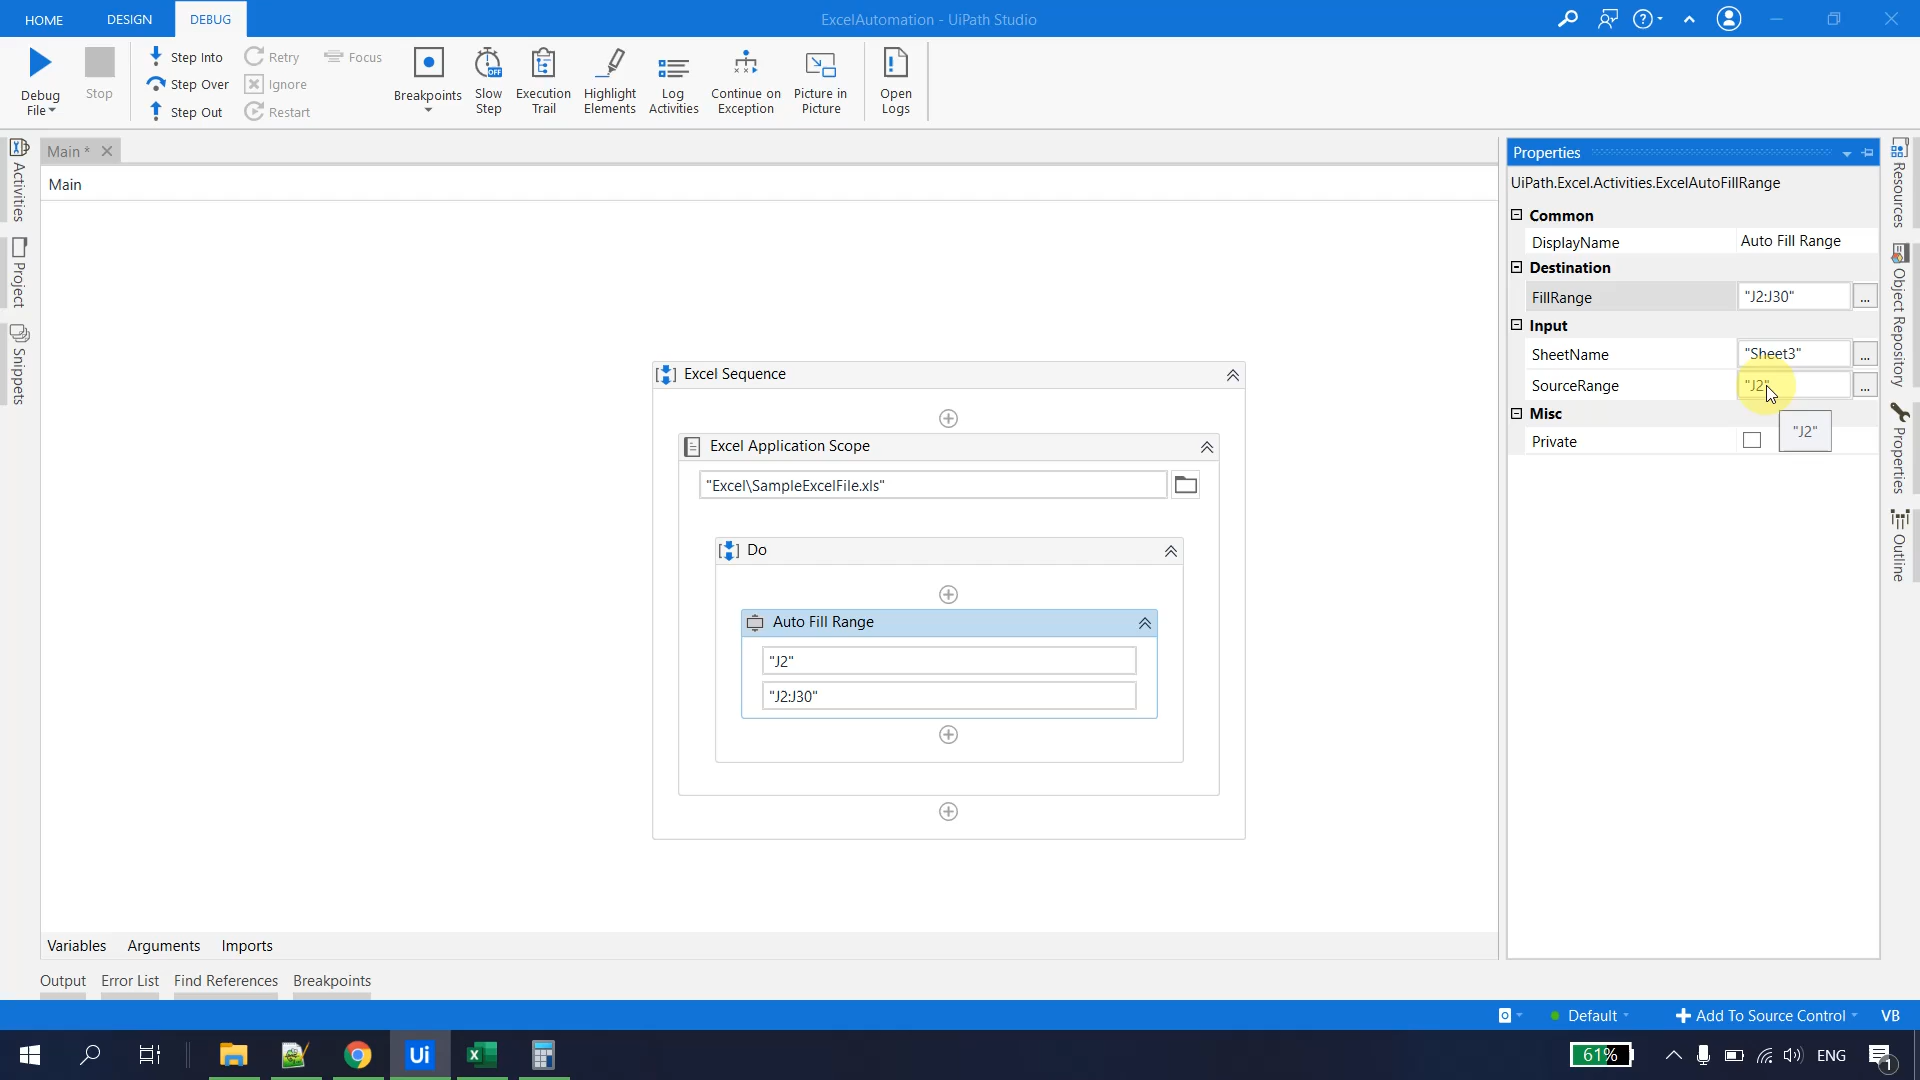 HOME
DESIGN
DEBUG
ExcelAutomation - UiPath Studio
Debug
File
Stop
Step Into
Step Over
Step Out
Retry
Ignore
Restart
Focus
Breakpoints
Slow
Step
OFF
Execution
Trail
Highlight
Elements
Log
Activities
Continue on
Exception
Picture in
Picture
Open
Logs
Activities
Project
Snippets
Main *
Main
Excel Sequence
Excel Application Scope
"Excel\SampleExcelFile.xls"
Do
Auto Fill Range
"J2"
"J2:J30"
Properties
UiPath.Excel.Activities.ExcelAutoFillRange
Common
DisplayName
Auto Fill Range
Destination
FillRange
"J2:J30"
...
Input
SheetName
"Sheet3"
...
SourceRange
"J2"
...
Misc
Private
"J2"
Resources
Object Repository
Properties
Outline
Variables
Arguments
Imports
Output
Error List
Find References
Breakpoints
Default
Add To Source Control
VB
Ui
61%
ENG
1